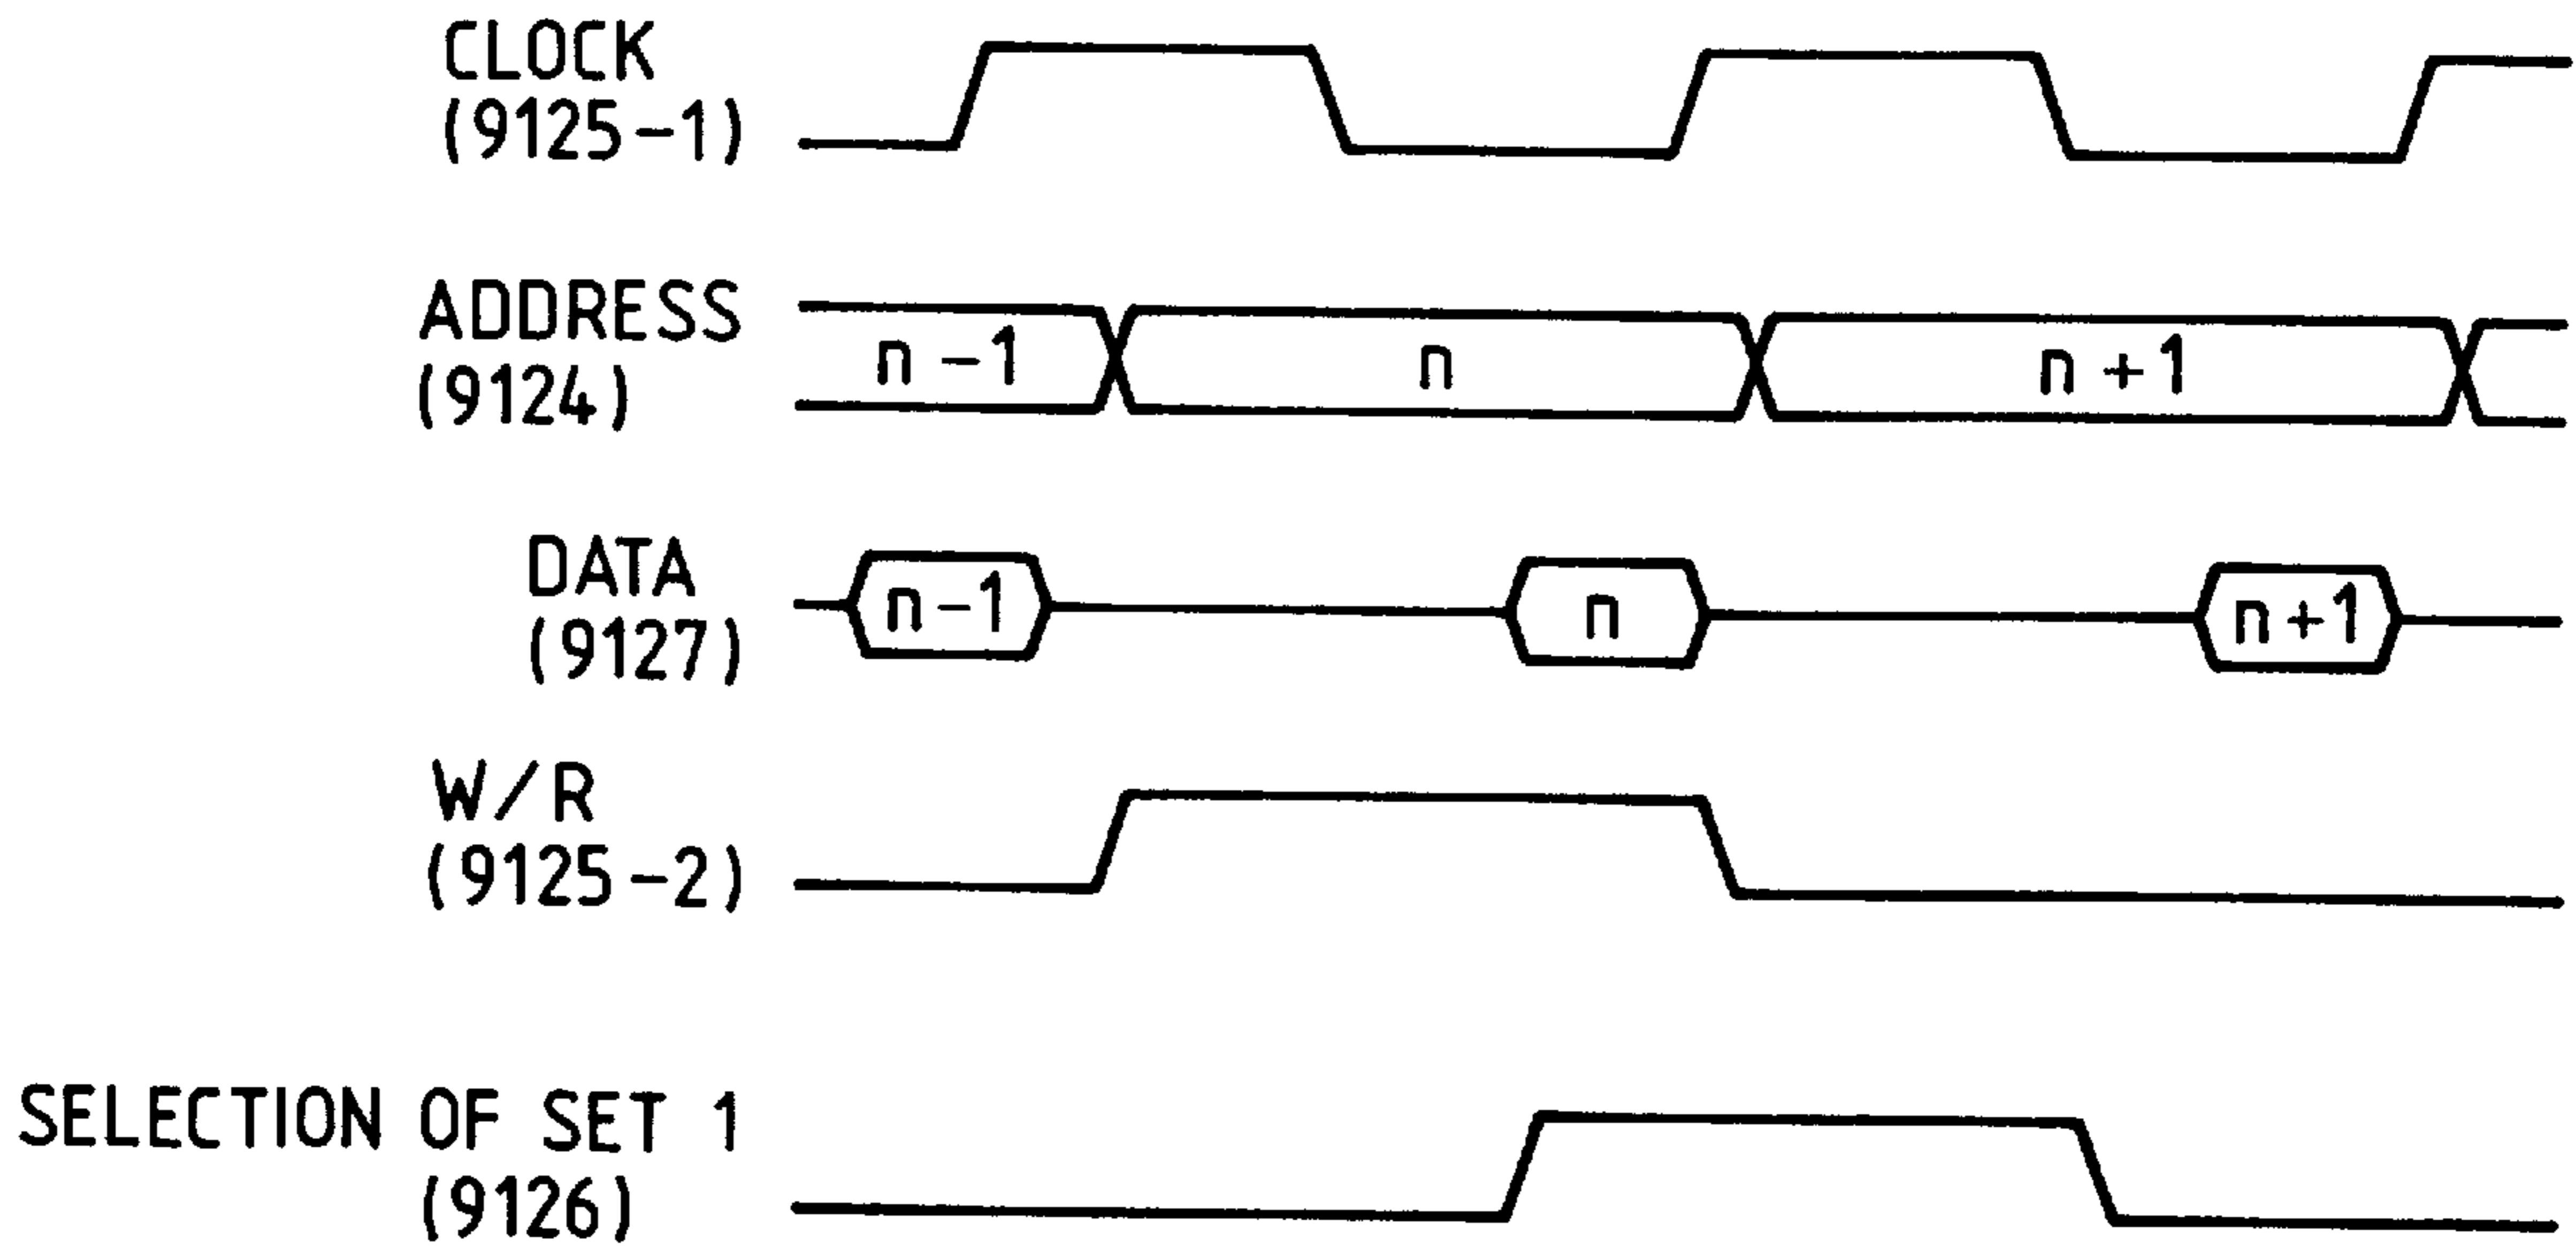 CLOCK
(9125-1)
ADDRESS
(9124)
n-1 n n+1
DATA
(9127)
n-1 n n+1
W/R
(9125-2)
SELECTION OF SET 1
(9126)